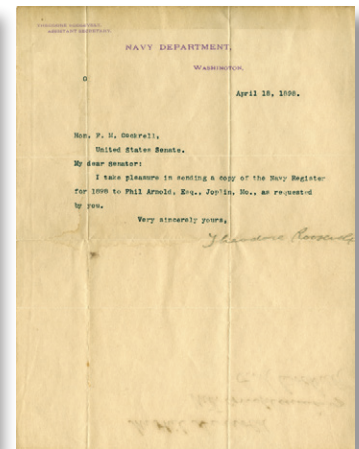 THEODORE ROOSEVELT,
ASSISTANT SECRETARY.
NAVY DEPARTMENT,
WASHINGTON,
April 15, 1898.
Hon. F. M. Cockrell,
United States Senate.
My dear senator:
I take pleasure in sending a copy of the Navy Register
for 1898 to Phil Arnold, Esq., Joplin, Mo., as requested
by you.
Very sincerely yours,
Theodore Roosevelt